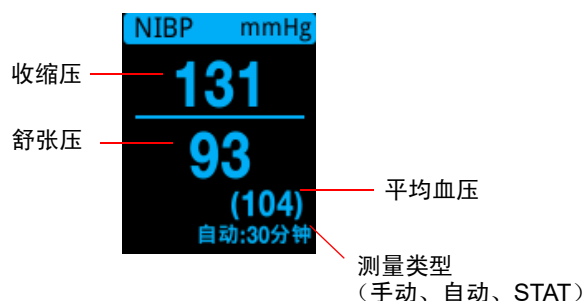 NIBP mmHg
收缩压
131
舒张压
93
(104)
平均血压
自动:30分钟
测量类型
（手动、自动、STAT）